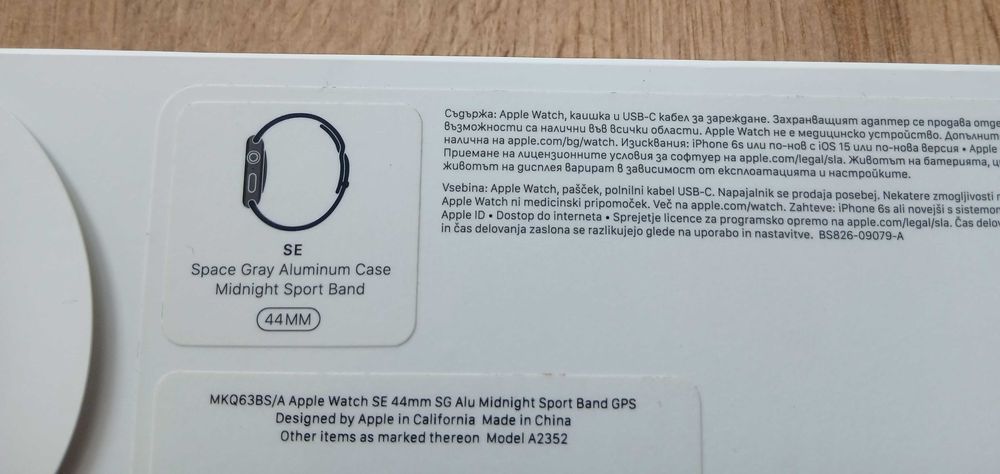 SE
Space Gray Aluminum Case
Midnight Sport Band
44MM
Съдържа: Apple Watch, каишка и USB-C кабел за зареждане. Захранващият адаптер се продава
възможности са налични във всички области. Apple Watch не е медицинско устройство.
налична на apple.com/bg/watch. Изисквания: iPhone 6s или по-нов с iOS 15 или по-нова версия • Apple
Приемане на лицензионните условия за софтуер на apple.com/legal/sla. Животът на батерията,
животът на дисплея варират в зависимост от експлоатацията и настройките.
Vsebina: Apple Watch, pašček, polnilni kabel USB-C. Napajalnik se prodaja posebej. Nekatere zmogljivosti
Apple Watch ni medicinski pripomoček. Več na apple.com/watch. Zahteve: iPhone 6s ali novejši s sistemom
Apple ID • Dostop do interneta • Sprejetje licence za programsko opremo na apple.com/legal/sla. Čas
in čas delovanja zaslona se razlikujejo glede na uporabo in nastavitve. BS826-09079-A
MKQ63BS/A Apple Watch SE 44mm SG Alu Midnight Sport Band GPS
Designed by Apple in California Made in China
Other items as marked thereon Model A2352